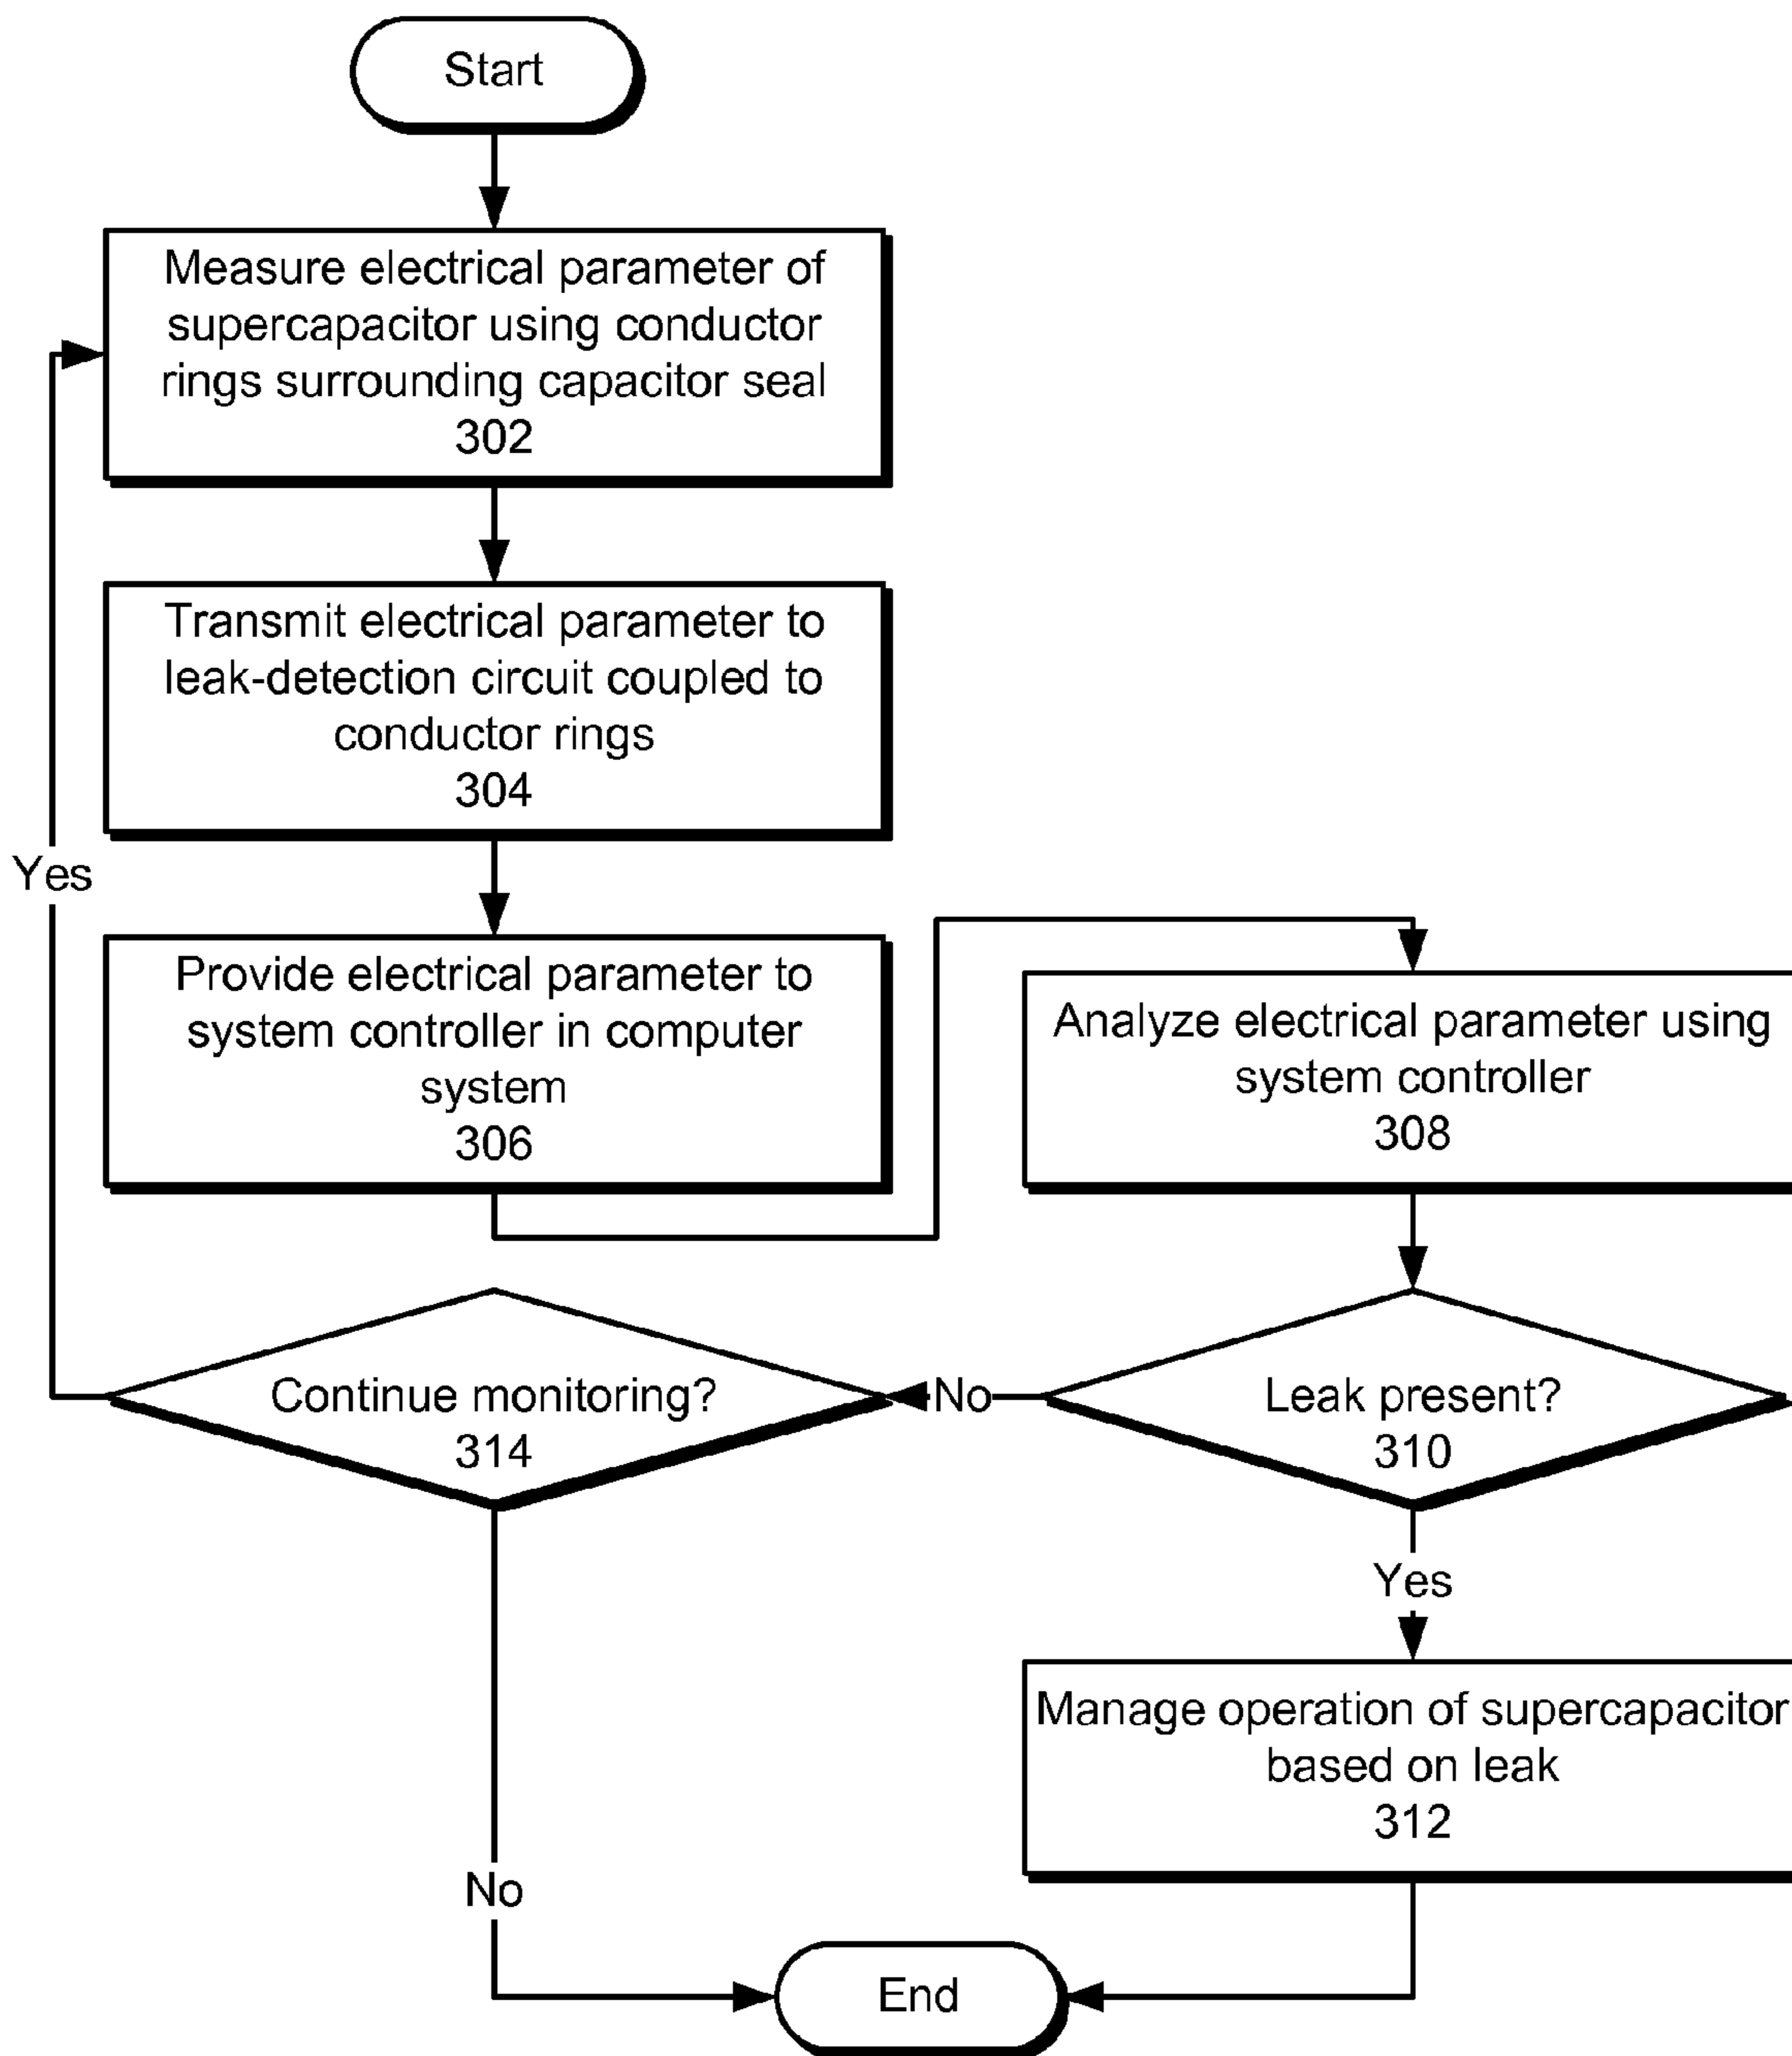 Start
Measure electrical parameter of
supercapacitor using conductor
rings surrounding capacitor seal
302
Transmit electrical parameter to
leak-detection circuit coupled to
conductor rings
304
Yes
Provide electrical parameter to
system controller in computer
system
306
Analyze electrical parameter using
system controller
308
Continue monitoring?
314
No
Leak present?
310
Yes
Manage operation of supercapacitor
based on leak
312
No
End